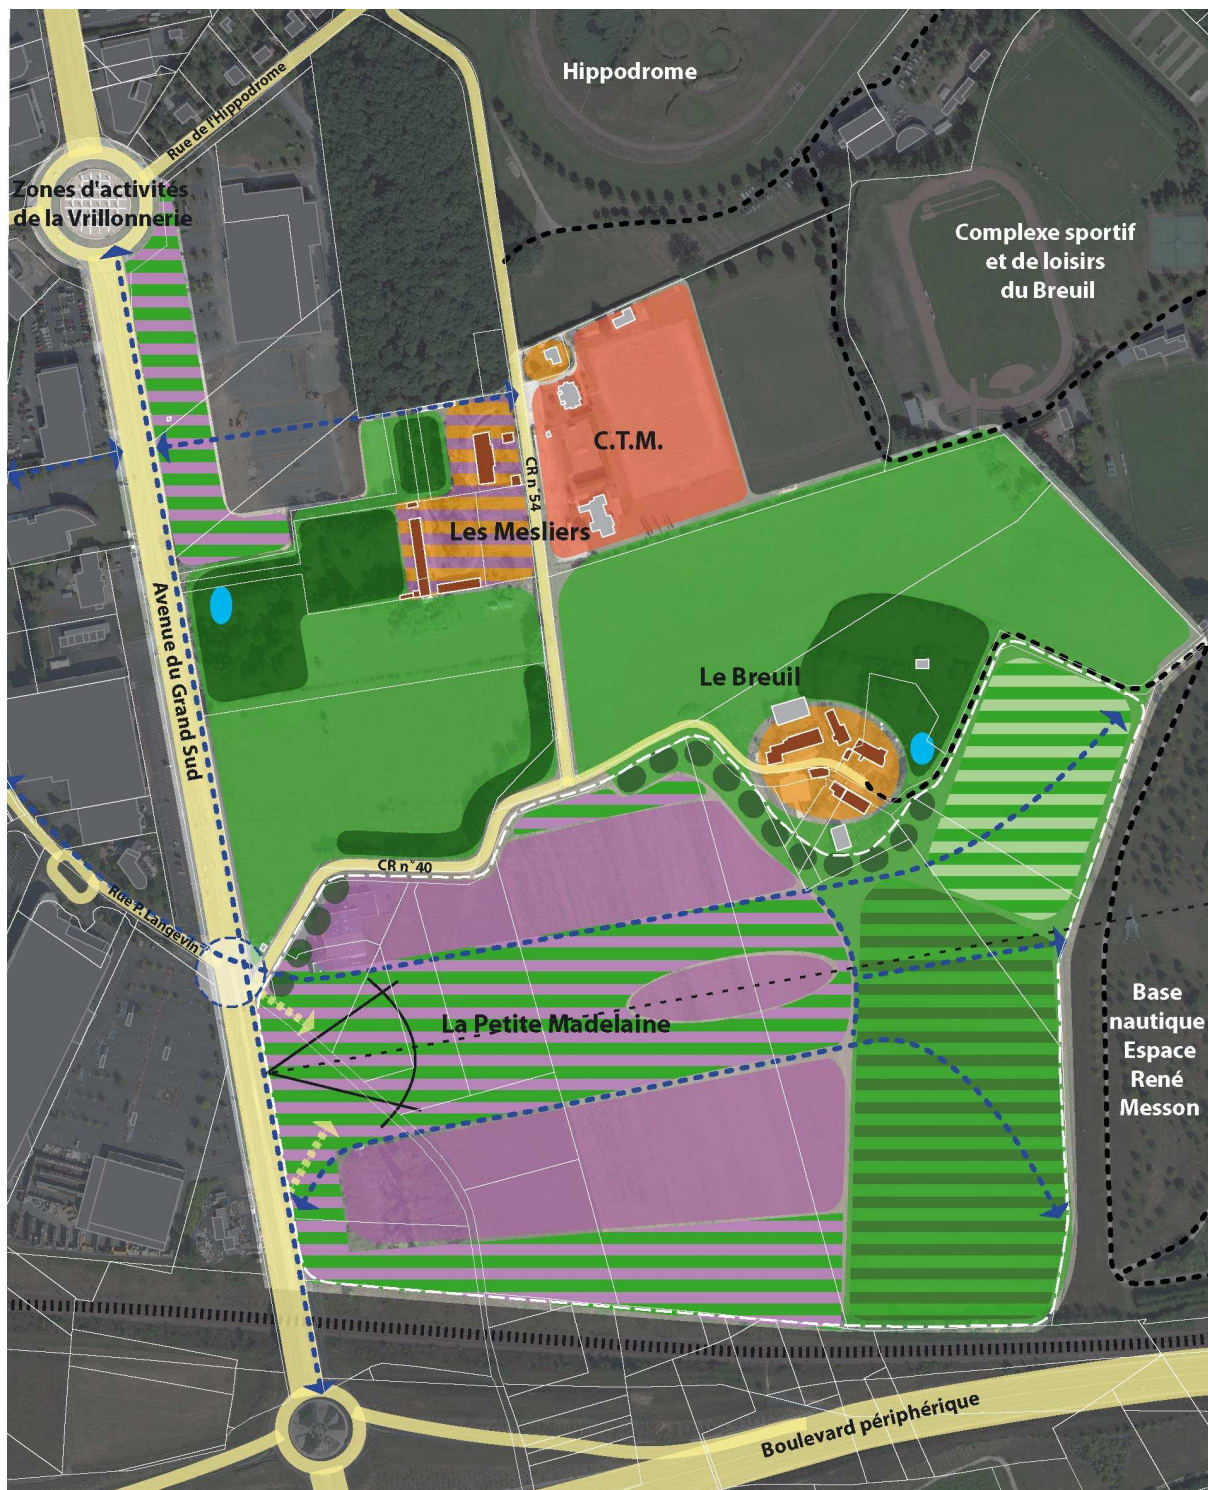 Hippodrome
Rue de l'Hippodrome
Zones d'activités
de la Vrillonnerie
Complexe sportif
et de loisirs
du Breuil
C.T.M.
CR n°54
Les Mesliers
Avenue du Grand Sud
Le Breuil
CR n°40
Rue P. Langevin
La Petite Madelaine
Base
nautique
Espace
René
Messon
Boulevard périphérique